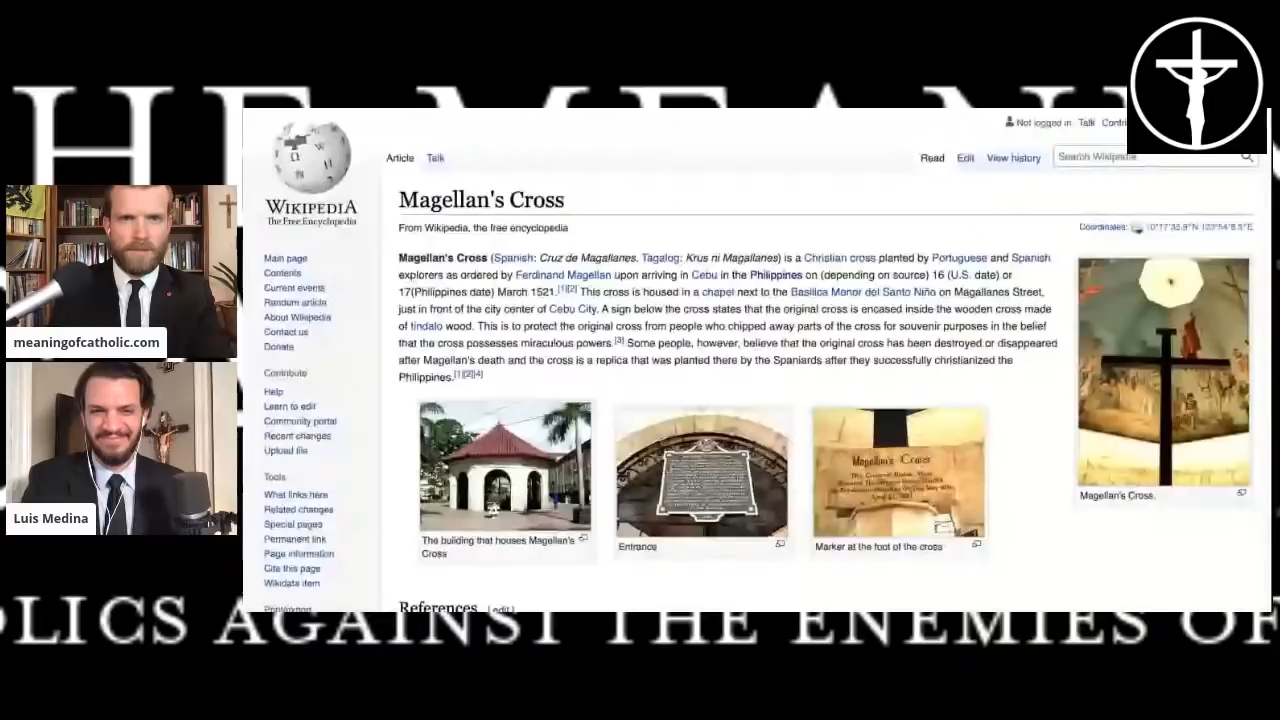 HE MEAN
Not logged in Talk
Article Talk
Read Edit View history
Search Wikipedia
WIKIPEDIA
The Free Encyclopedia
Magellan's Cross
From Wikipedia, the free encyclopedia
Coordinates:
Magellan's Cross (Spanish: Cruz de Magallanes, Tagalog: Krus ni Magallanes) is a Christian cross planted by Portuguese and Spanish
explorers as ordered by Ferdinand Magellan upon arriving in Cebu in the Philippines on (depending on source) 16 (U.S. date) or
17(Philippines date) March 1521.[1][2] This cross is housed in a chapel next to the Basilica Menor del Santo Niño on Magallanes Street,
just in front of the city center of Cebu City. A sign below the cross states that the original cross is encased inside the wooden cross made
of tindalo wood. This is to protect the original cross from people who chipped away parts of the cross for souvenir purposes in the belief
that the cross possesses miraculous powers.[3] Some people, however, believe that the original cross has been destroyed or disappeared
after Magellan's death and the cross is a replica that was planted there by the Spaniards after they successfully christianized the
Philippines.[1][2][4]
Main page
Contents
Current events
Random article
About Wikipedia
Contact us
Donate
Contribute
Help
Learn to edit
Community portal
Recent changes
Upload file
Tools
What links here
Related changes
Special pages
Permanent link
Page information
Cite this page
Wikidata item
Print/export
Magellan's Cross
The building that houses Magellan's
Cross
Entrance
Marker at the foot of the cross
Magellan's Cross.
References [edit]
meaningofcatholic.com
Luis Medina
OLICS AGAINST THE ENEMIES OF